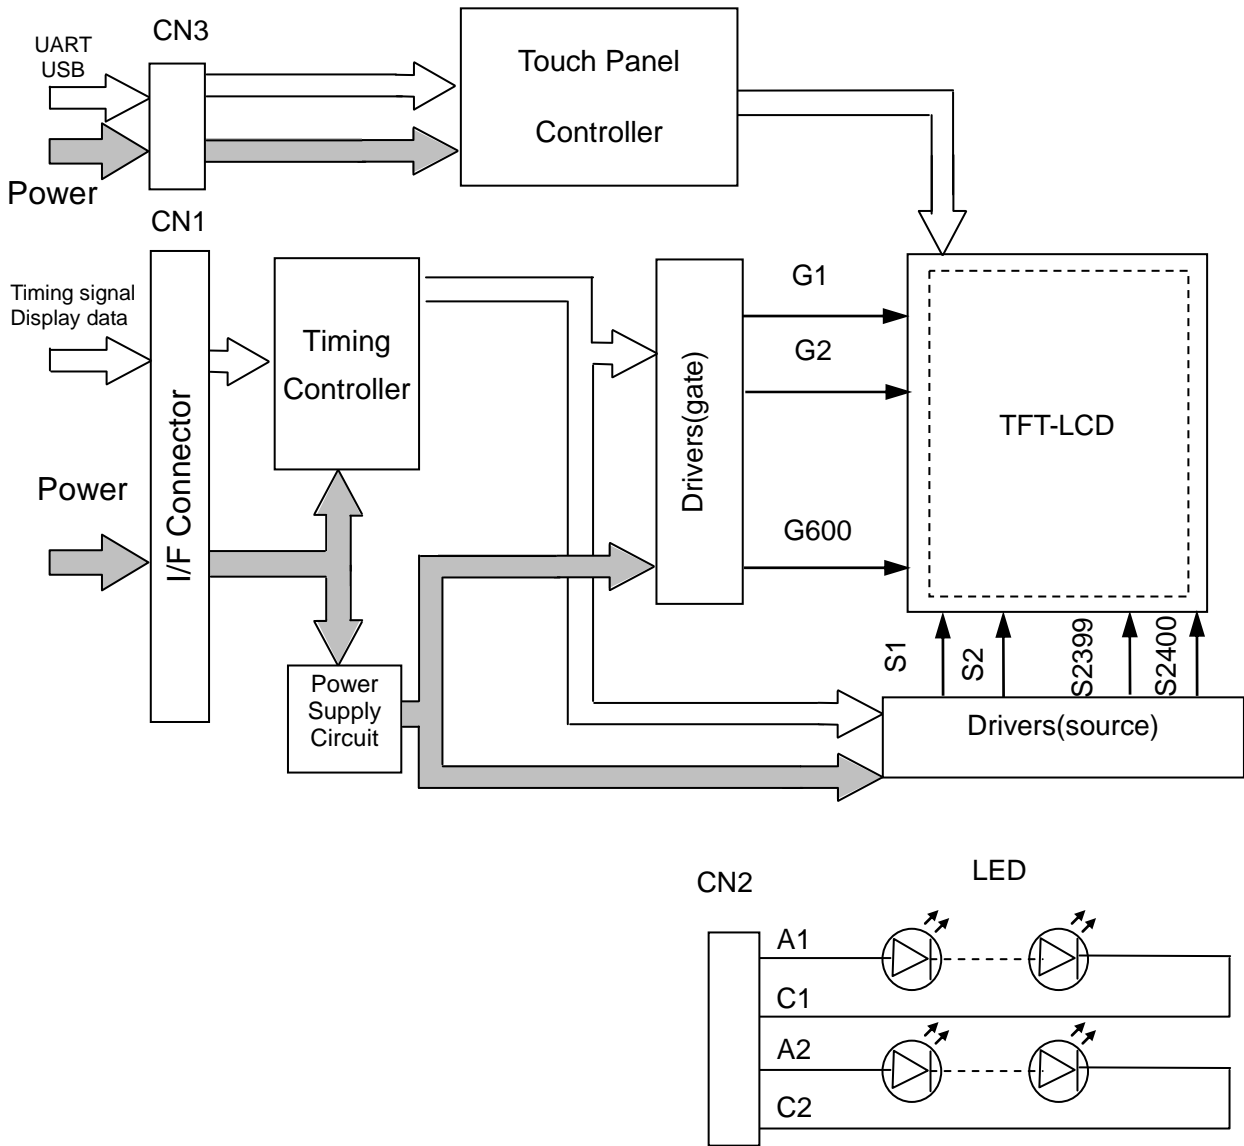 CN3
UART
USB
Power
Touch Panel
Controller
CN1
Timing signal
Display data
Power
I/F Connector
Timing
Controller
Power
Supply
Circuit
Drivers(gate)
G1
G2
G600
TFT-LCD
S1
S2
S2399
S2400
Drivers(source)
CN2
LED
A1
C1
A2
C2